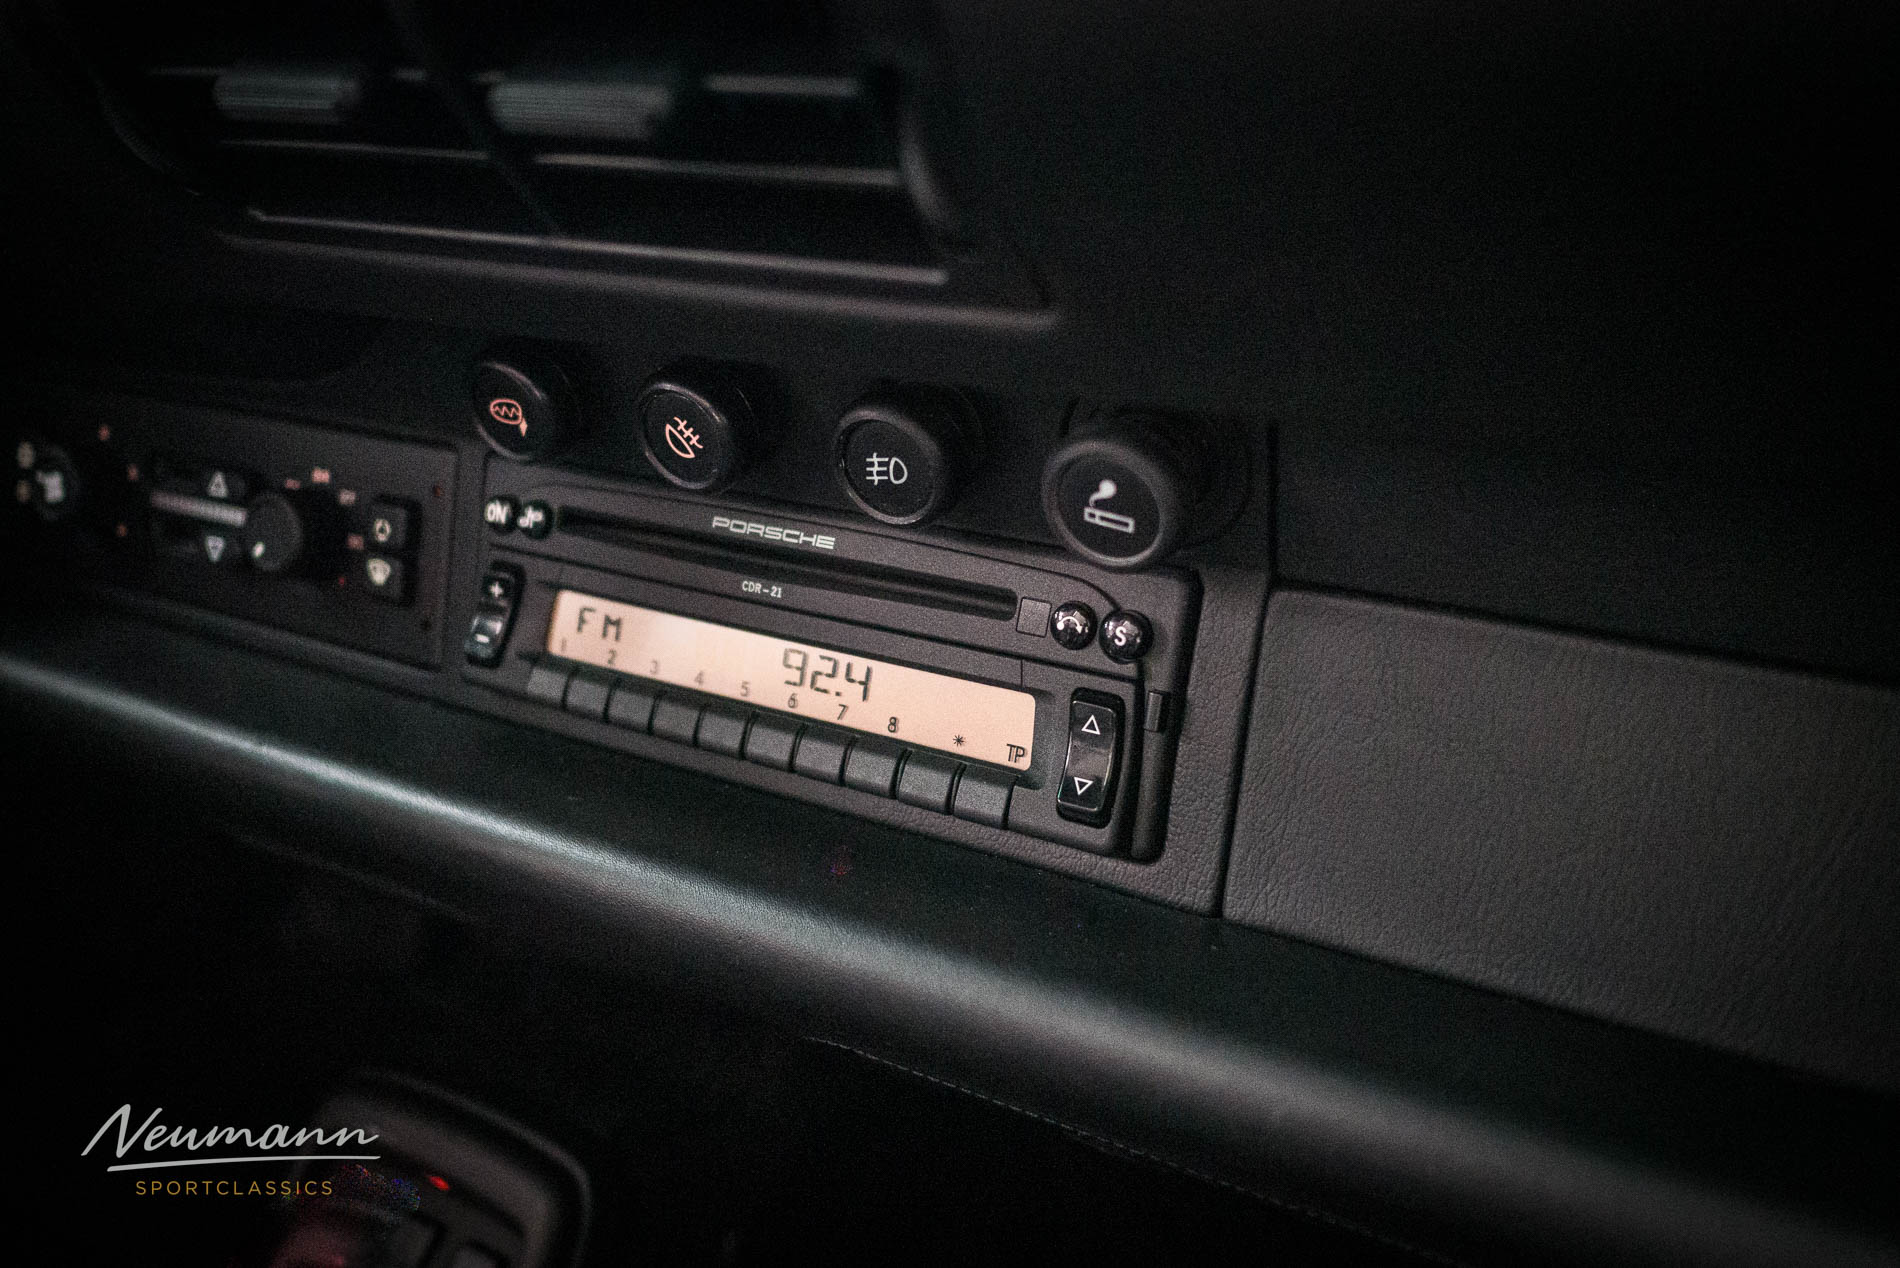 ON
PORSCHE
CDR-21
+
-
FM
92.4
1 2 3 4 5 6 7 8 * TP
S
Neumann
SPORTCLASSICS